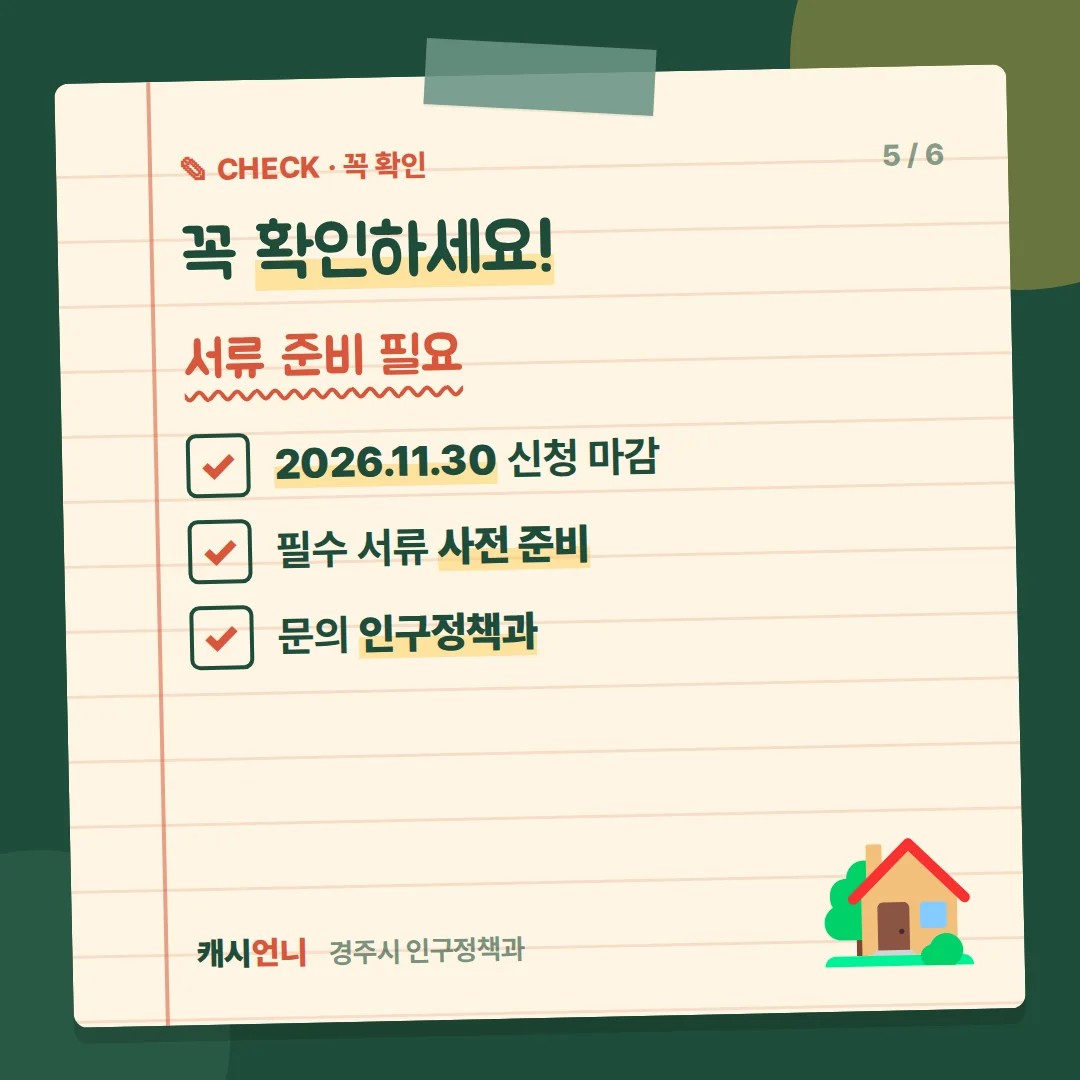 CHECK · 꼭 확인
5 / 6
꼭 확인하세요!
서류 준비 필요
2026.11.30 신청 마감
필수 서류 사전 준비
문의 인구정책과
캐시언니 경주시 인구정책과